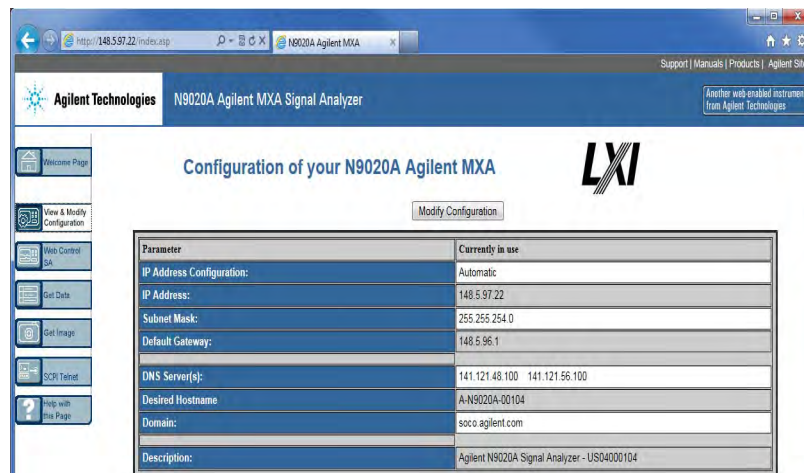 http://148.5.97.22/index.asp
N9020A Agilent MXA
Support | Manuals | Products | Agilent Site
Agilent Technologies
N9020A Agilent MXA Signal Analyzer
Another web-enabled instrument
from Agilent Technologies
Welcome Page
Configuration of your N9020A Agilent MXA
LXI
View & Modify
Configuration
Modify Configuration
Web Control
SA
Parameter Currently in use
IP Address Configuration: Automatic
Get Data
IP Address: 148.5.97.22
Subnet Mask: 255.255.254.0
Get Image
Default Gateway: 148.5.96.1
SCPI Telnet
DNS Server(s): 141.121.48.100 141.121.56.100
Desired Hostname A-N9020A-00104
Help with
this Page
Domain: soco.agilent.com
Description: Agilent N9020A Signal Analyzer - US04000104